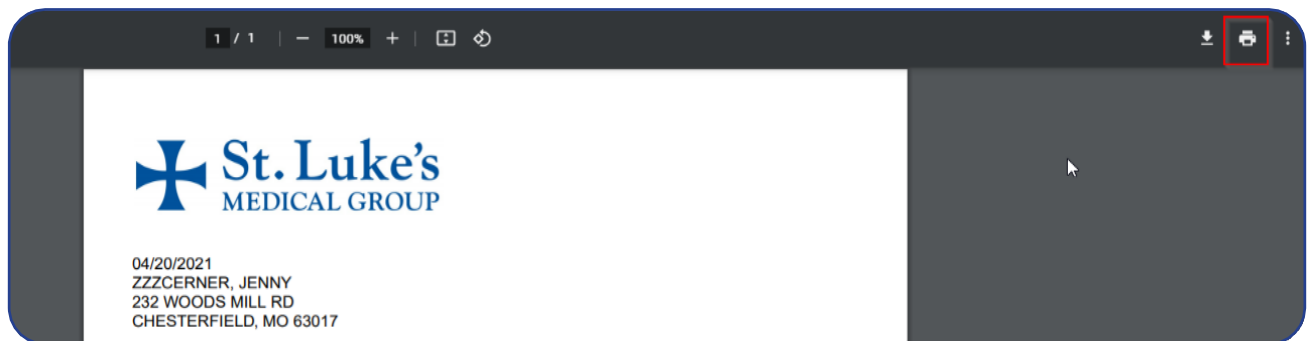 1 / 1 | — 100% + |
St. Luke's
MEDICAL GROUP
04/20/2021
ZZZCERNER, JENNY
232 WOODS MILL RD
CHESTERFIELD, MO 63017